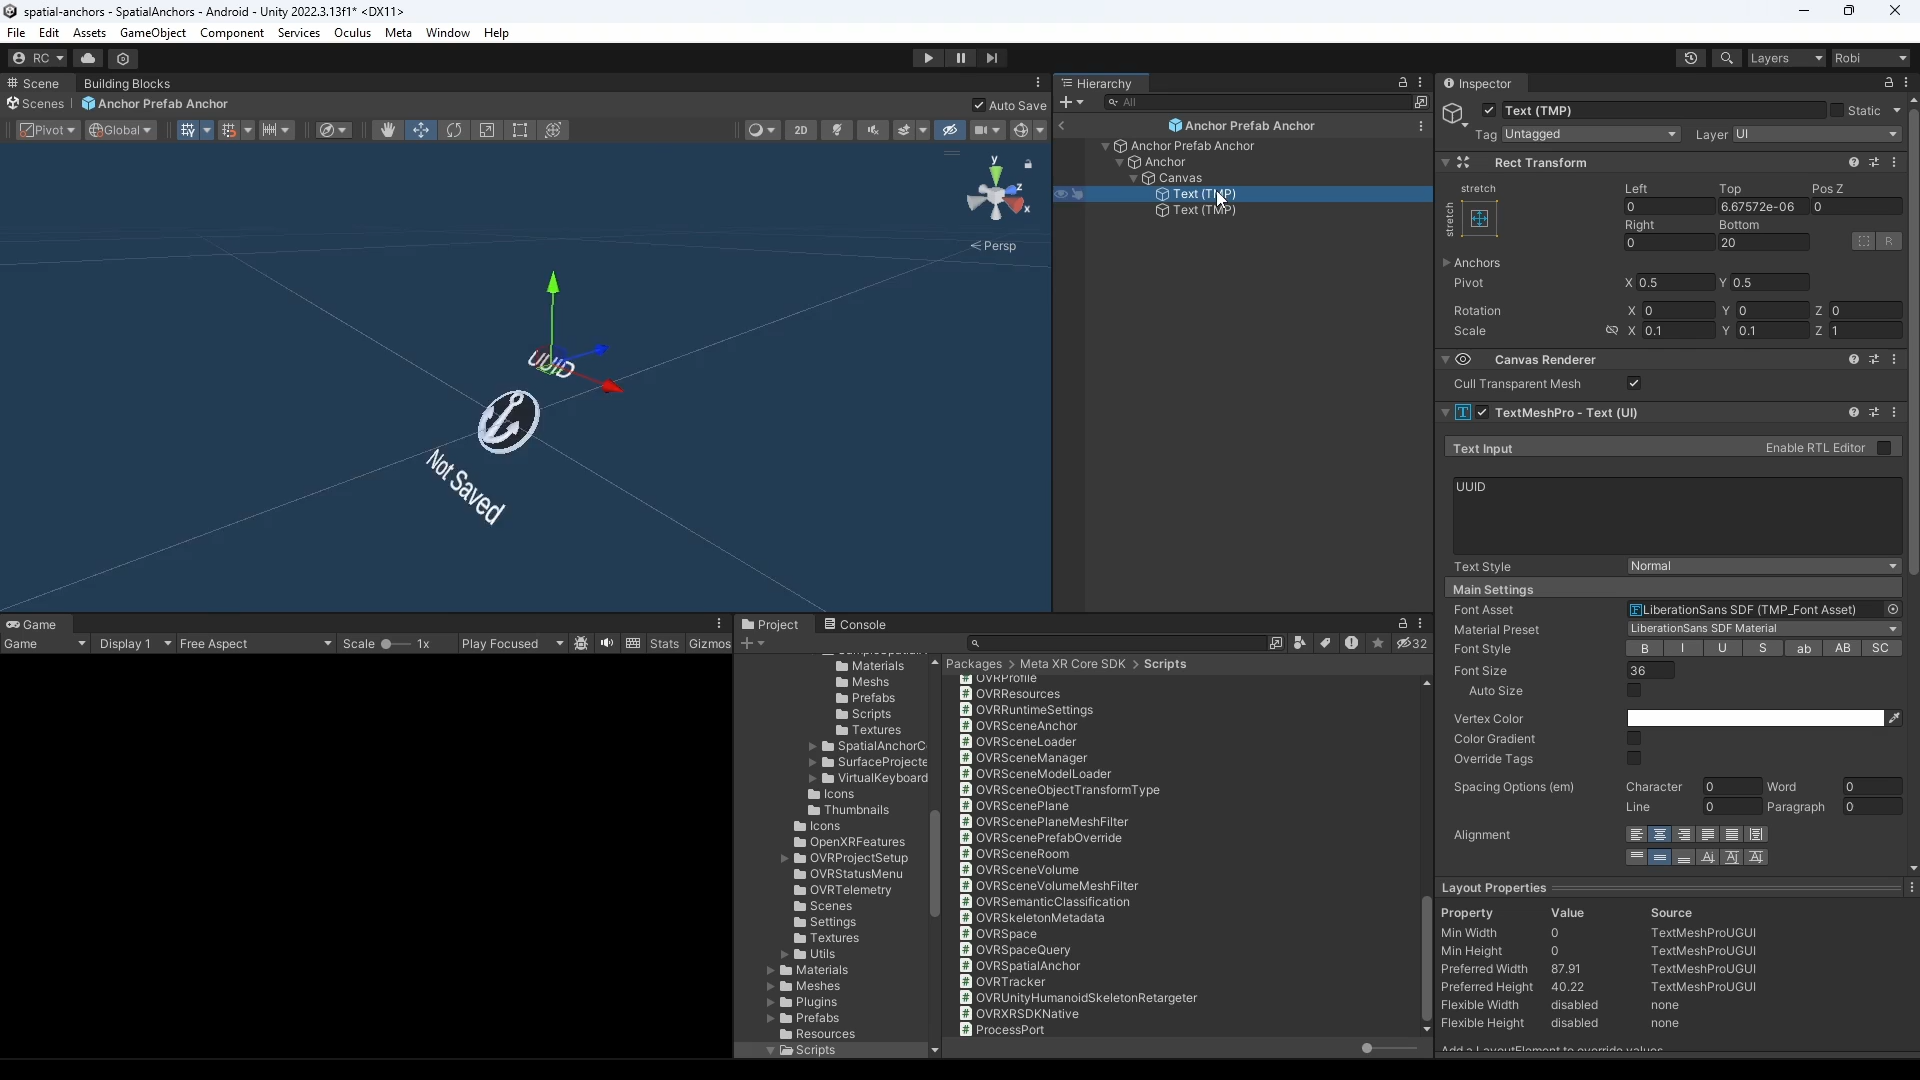 spatial-anchors - SpatialAnchors - Android - Unity 2022.3.13f1* <DX11>
File Edit Assets GameObject Component Services Oculus Meta Window Help
RC Layers Robi
Scene Building Blocks
Scenes | Anchor Prefab Anchor Auto Save
Pivot Global 2D
y
z
x
Persp
UUID
Not Saved
Hierarchy
All
Anchor Prefab Anchor
Anchor Prefab Anchor
Anchor
Canvas
Text (TMP)
Text (TMP)
Inspector
Text (TMP) Static
Tag Untagged Layer UI
Rect Transform
stretch Left Top Pos Z
stretch 0 6.67572e-06 0
Right Bottom
0 20 R
Anchors
Pivot X 0.5 Y 0.5
Rotation X 0 Y 0 Z 0
Scale X 0.1 Y 0.1 Z 1
Canvas Renderer
Cull Transparent Mesh
TextMeshPro - Text (UI)
Text Input Enable RTL Editor
UUID
Text Style Normal
Main Settings
Font Asset LiberationSans SDF (TMP_Font Asset)
Material Preset LiberationSans SDF Material
Font Style B I U S ab AB SC
Font Size 36
Auto Size
Vertex Color
Color Gradient
Override Tags
Spacing Options (em) Character 0 Word 0
Line 0 Paragraph 0
Alignment
Layout Properties
Property Value Source
Min Width 0 TextMeshProUGUI
Min Height 0 TextMeshProUGUI
Preferred Width 87.91 TextMeshProUGUI
Preferred Height 40.22 TextMeshProUGUI
Flexible Width disabled none
Flexible Height disabled none
Add a LayoutElement to override values
Game
Game Display 1 Free Aspect Scale 1x Play Focused Stats Gizmos
Project Console
32
Materials
Meshs
Prefabs
Scripts
Textures
SpatialAnchorC
SurfaceProjecte
VirtualKeyboard
Icons
Thumbnails
Icons
OpenXRFeatures
OVRProjectSetup
OVRStatusMenu
OVRTelemetry
Scenes
Settings
Textures
Utils
Materials
Meshes
Plugins
Prefabs
Resources
Scripts
Packages > Meta XR Core SDK > Scripts
OVRProfile
OVRResources
OVRRuntimeSettings
OVRSceneAnchor
OVRSceneLoader
OVRSceneManager
OVRSceneModelLoader
OVRSceneObjectTransformType
OVRScenePlane
OVRScenePlaneMeshFilter
OVRScenePrefabOverride
OVRSceneRoom
OVRSceneVolume
OVRSceneVolumeMeshFilter
OVRSemanticClassification
OVRSkeletonMetadata
OVRSpace
OVRSpaceQuery
OVRSpatialAnchor
OVRTracker
OVRUnityHumanoidSkeletonRetargeter
OVRXRSDKNative
ProcessPort